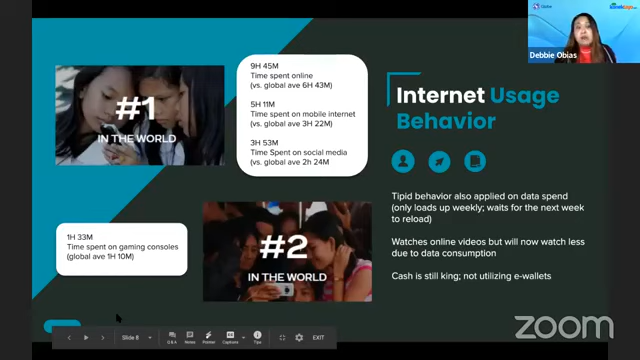 Globe
Debbie Obias
#1
IN THE WORLD
9H 45M
Time spent online
(vs. global ave 6H 43M)
5H 11M
Time spent on mobile internet
(vs. global ave 3H 22M)
3H 53M
Time Spent on social media
(vs. global ave 2h 24M
Internet Usage
Behavior
Tipid behavior also applied on data spend
(only loads up weekly; waits for the next week
to reload)
Watches online videos but will now watch less
due to data consumption
Cash is still king; not utilizing e-wallets
1H 33M
Time spent on gaming consoles
(global ave 1H 10M)
#2
IN THE WORLD
Slide 8
Q&A
Notes
Pointer
Captions
Tips
EXIT
zoom